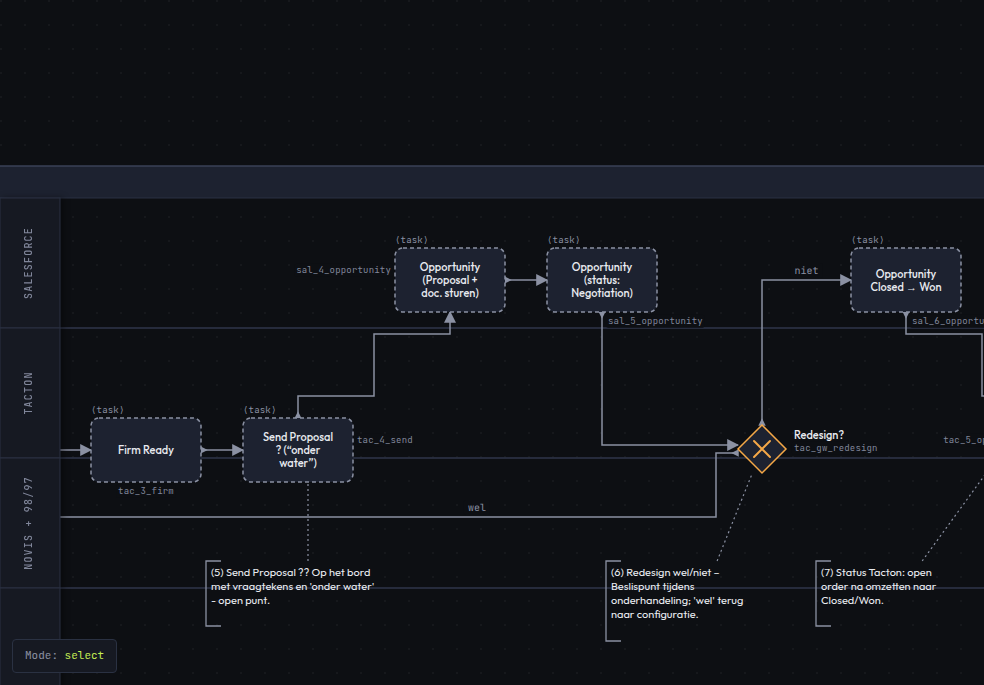 SALESFORCE
(task)
(task)
(task)
sal_4_opportunity
Opportunity
(Proposal +
doc. sturen)
Opportunity
(status:
Negotiation)
niet
Opportunity
Closed → Won
sal_5_opportunity
sal_6_opportu
TACTON
(task)
(task)
Firm Ready
Send Proposal
? (“onder
water”)
tac_4_send
Redesign?
tac_gw_redesign
tac_5_op
tac_3_firm
NOVIS + 98/97
wel
(5) Send Proposal ?? Op het bord
met vraagtekens en 'onder water'
– open punt.
(6) Redesign wel/niet –
Beslispunt tijdens
onderhandeling; 'wel' terug
naar configuratie.
(7) Status Tacton: open
order na omzetten naar
Closed/Won.
Mode: select